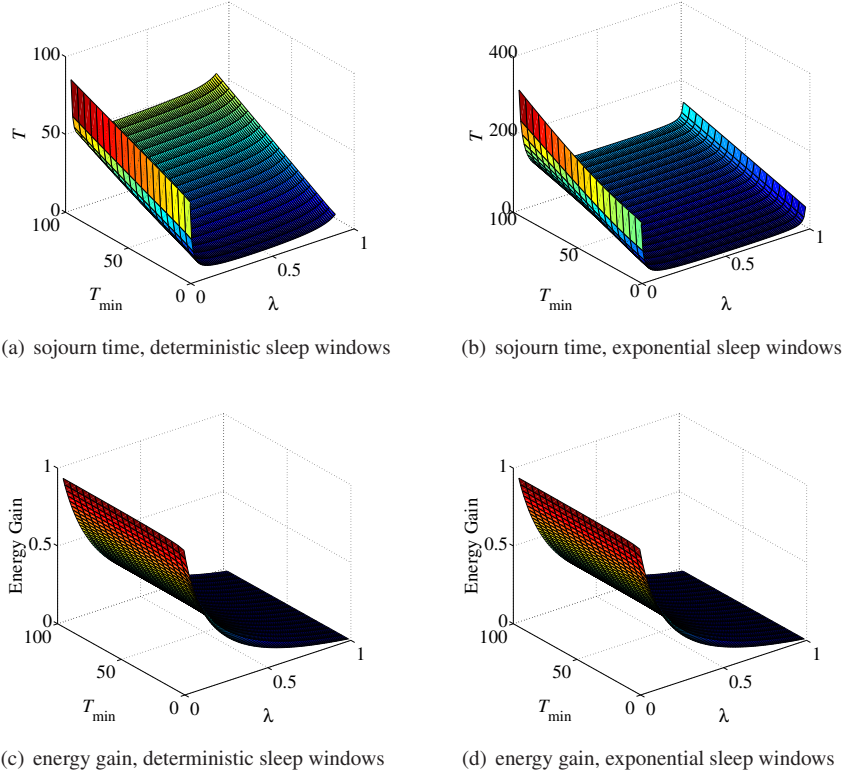 100
50
0
T
100
50
0
T_min
0
0.5
1
λ
(a) sojourn time, deterministic sleep windows
400
200
0
T
100
50
0
T_min
0
0.5
1
λ
(b) sojourn time, exponential sleep windows
1
0.5
0
Energy Gain
100
50
0
T_min
0
0.5
1
λ
(c) energy gain, deterministic sleep windows
1
0.5
0
Energy Gain
100
50
0
T_min
0
0.5
1
λ
(d) energy gain, exponential sleep windows